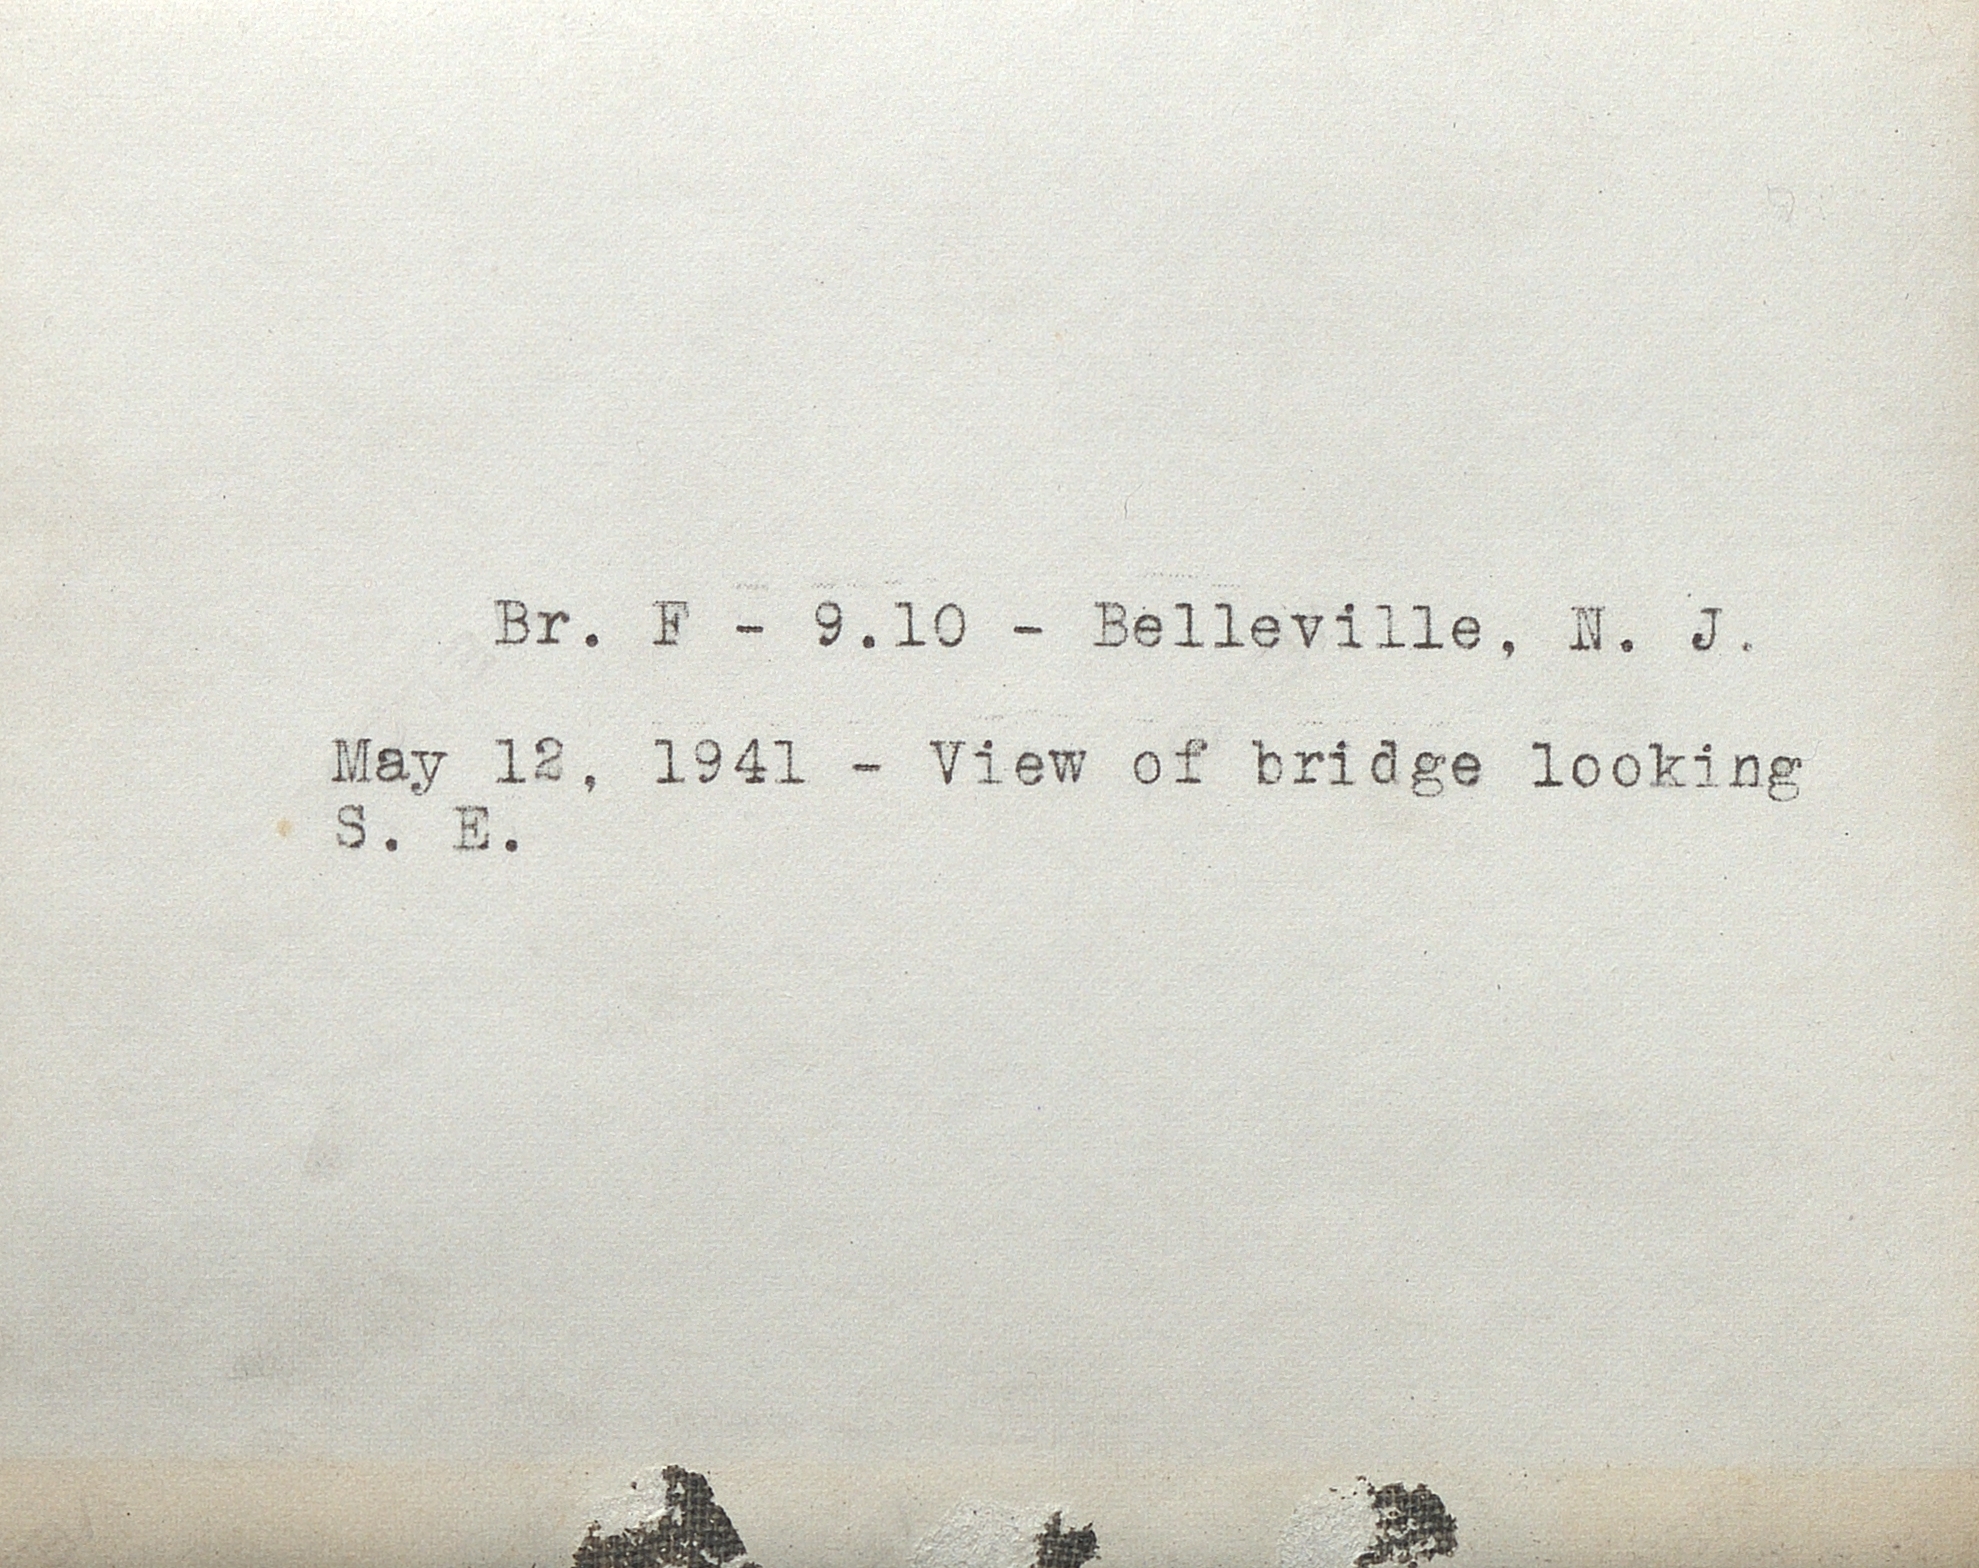 Br. F - 9.10 - Belleville, N. J.
May 12, 1941 - View of bridge looking
S. E.